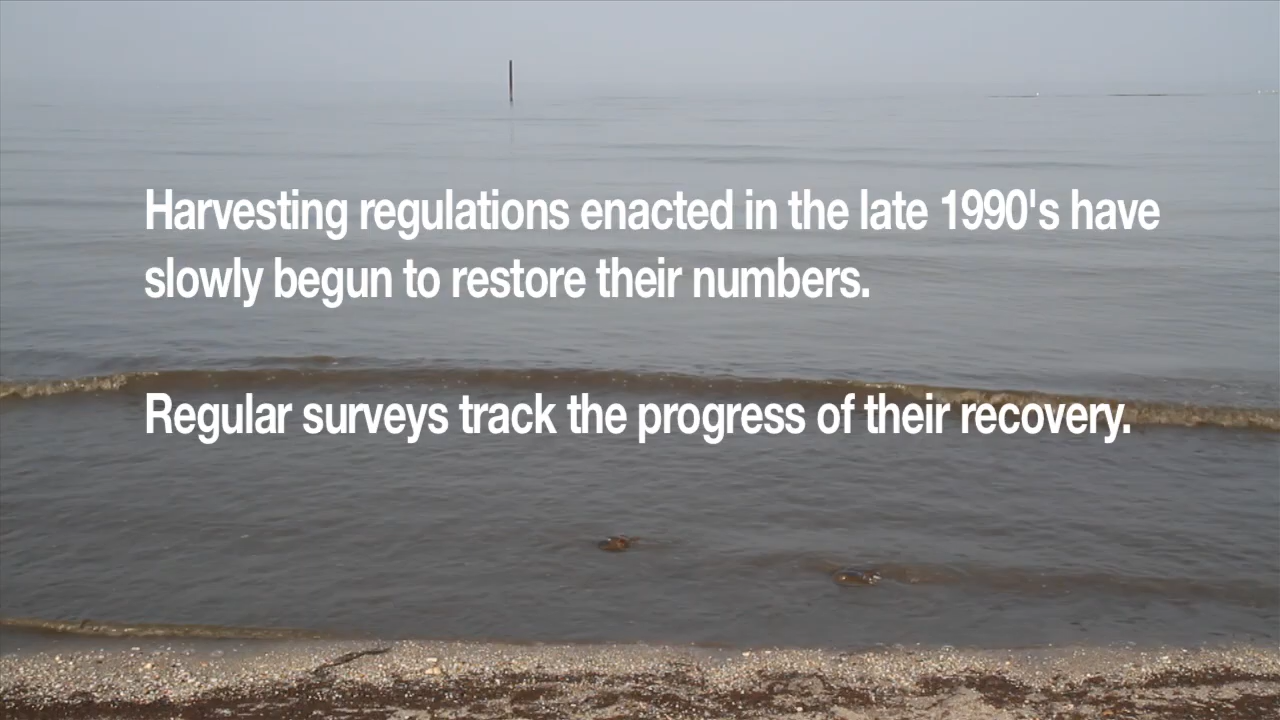 Harvesting regulations enacted in the late 1990's have
slowly begun to restore their numbers.
Regular surveys track the progress of their recovery.